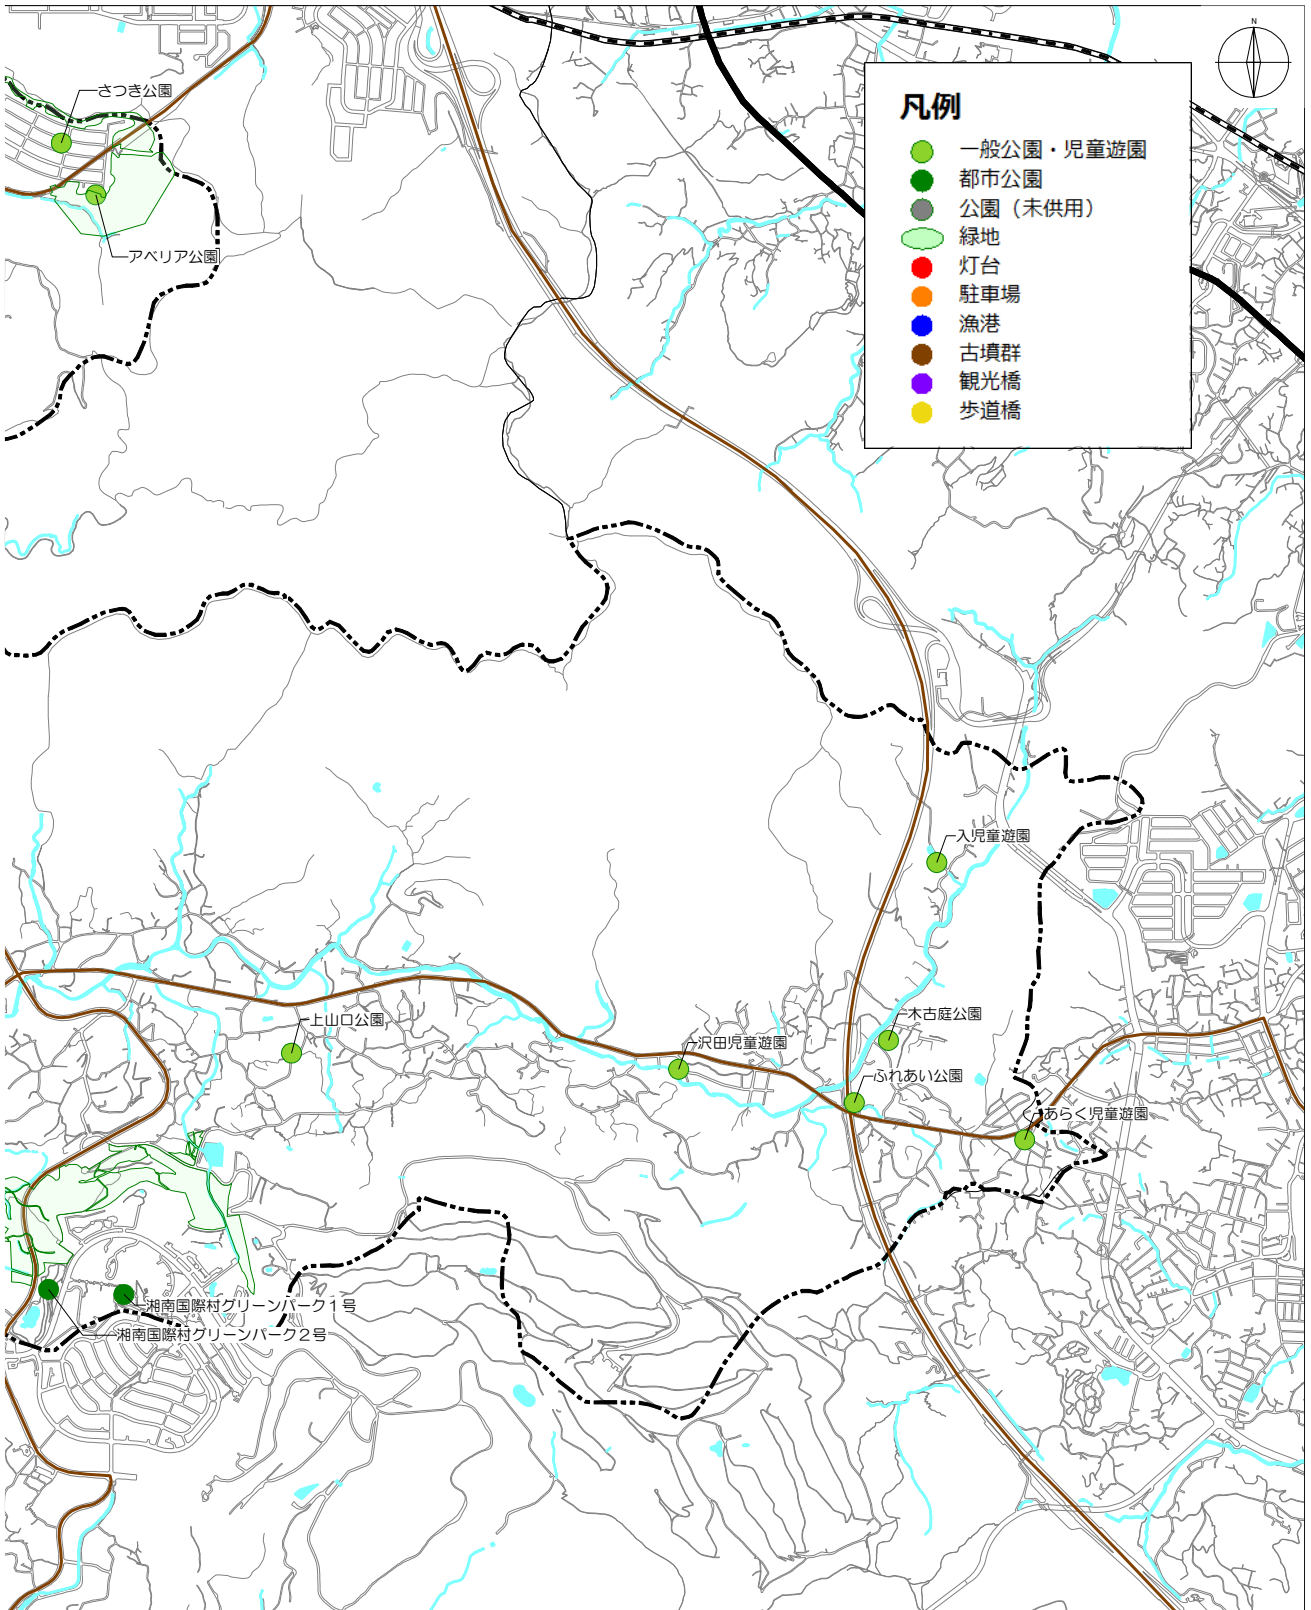 N
凡例
一般公園・児童遊園
都市公園
公園（未供用）
緑地
灯台
駐車場
漁港
古墳群
観光橋
歩道橋
さつき公園
アベリア公園
入児童遊園
木古庭公園
上山口公園
沢田児童遊園
ふれあい公園
あらく児童遊園
湘南国際村グリーンパーク１号
湘南国際村グリーンパーク２号